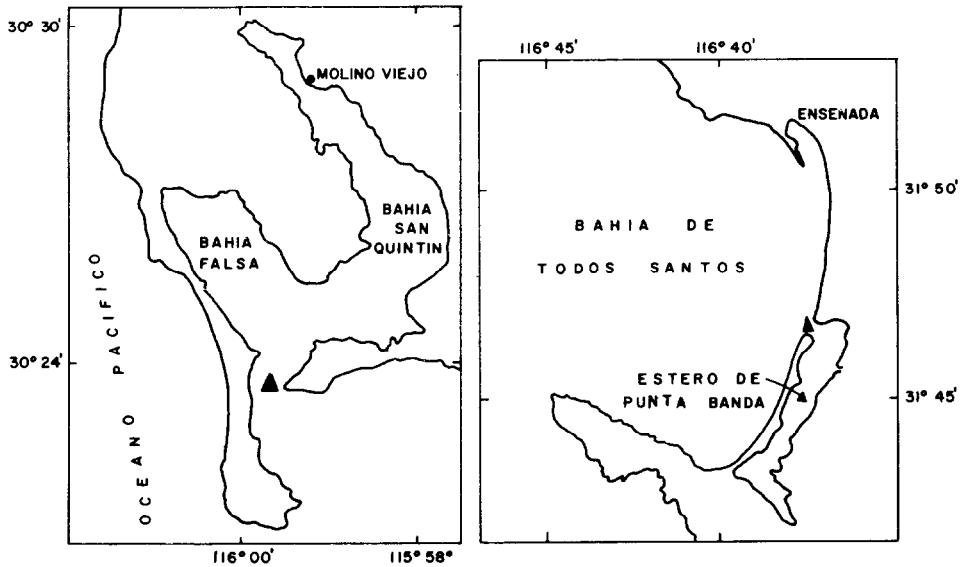 30° 30'
MOLINO VIEJO
BAHIA
SAN
QUINTIN
BAHIA
FALSA
OCEANO PACIFICO
30° 24'
116° 00'
115° 58'
116° 45'
116° 40'
ENSENADA
31° 50'
BAHIA DE
TODOS SANTOS
ESTERO DE
PUNTA BANDA
31° 45'